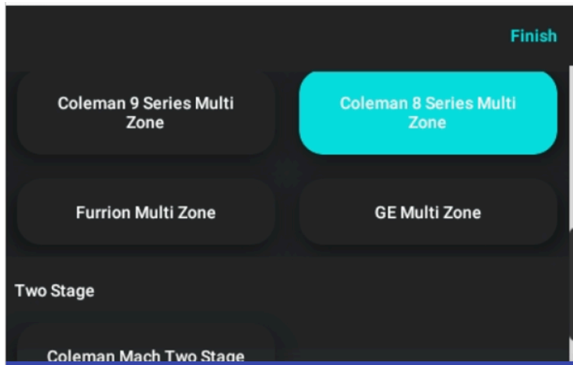 Finish
Coleman 9 Series Multi
Zone
Coleman 8 Series Multi
Zone
Furrion Multi Zone
GE Multi Zone
Two Stage
Coleman Mach Two Stage